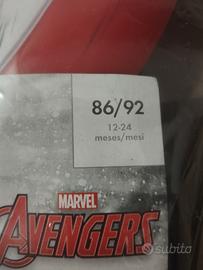 86/92
12-24
meses/mesi
MARVEL
AVENGERS
subito